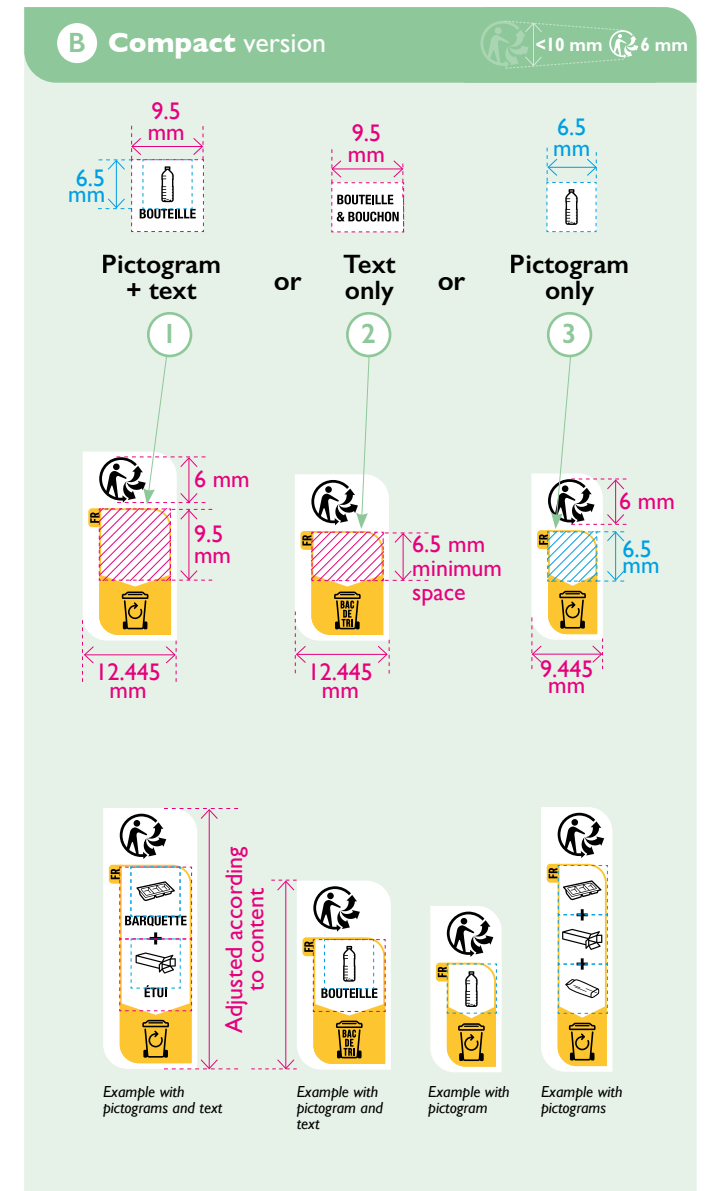 B Compact version
<10 mm 6 mm
9.5
mm
6.5
mm
BOUTEILLE
9.5
mm
BOUTEILLE
& BOUCHON
6.5
mm
Pictogram
+ text
or
Text
only
or
Pictogram
only
1
2
3
6 mm
FR
9.5
mm
12.445
mm
FR
6.5 mm
minimum
space
BAC
DE
TRI
12.445
mm
6 mm
FR
6.5
mm
9.445
mm
FR
BARQUETTE
+
ÉTUI
Adjusted according
to content
FR
BOUTEILLE
BAC
DE
TRI
FR
FR
+
+
Example with
pictograms and text
Example with
pictogram and
text
Example with
pictogram
Example with
pictograms